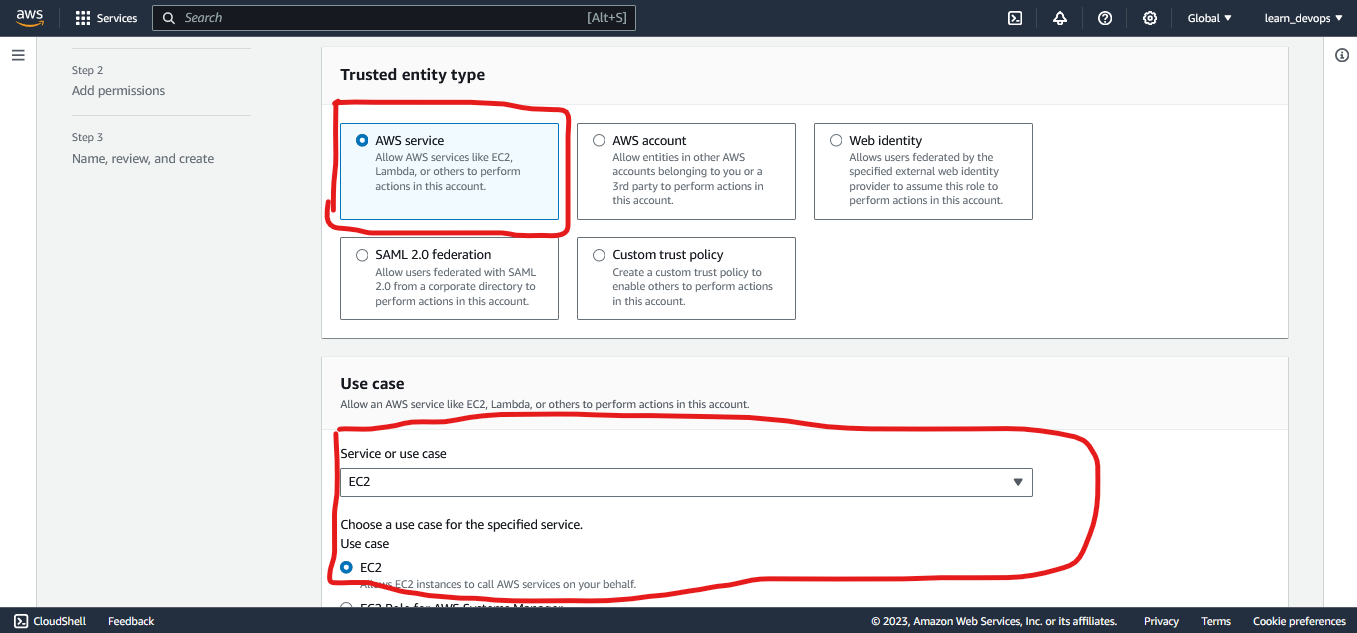 aws Services Search [Alt+S] Global ▼ learn_devops ▼
Step 2
Add permissions
Step 3
Name, review, and create
Trusted entity type
AWS service
Allow AWS services like EC2,
Lambda, or others to perform
actions in this account.
AWS account
Allow entities in other AWS
accounts belonging to you or a
3rd party to perform actions in
this account.
Web identity
Allows users federated by the
specified external web identity
provider to assume this role to
perform actions in this account.
SAML 2.0 federation
Allow users federated with SAML
2.0 from a corporate directory to
perform actions in this account.
Custom trust policy
Create a custom trust policy to
enable others to perform actions
in this account.
Use case
Allow an AWS service like EC2, Lambda, or others to perform actions in this account.
Service or use case
EC2
Choose a use case for the specified service.
Use case
EC2
Allows EC2 instances to call AWS services on your behalf.
EC2 Role for AWS Systems Manager
CloudShell Feedback © 2023, Amazon Web Services, Inc. or its affiliates. Privacy Terms Cookie preferences